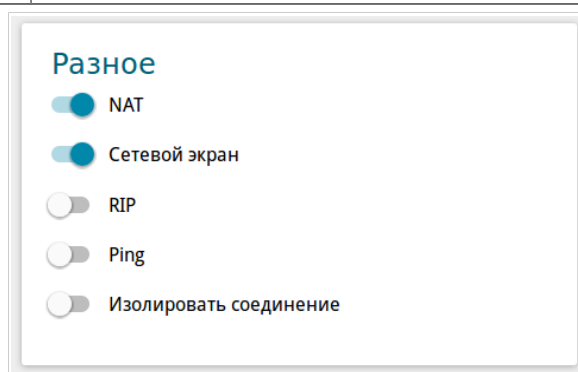 Разное
NAT
Сетевой экран
RIP
Ping
Изолировать соединение